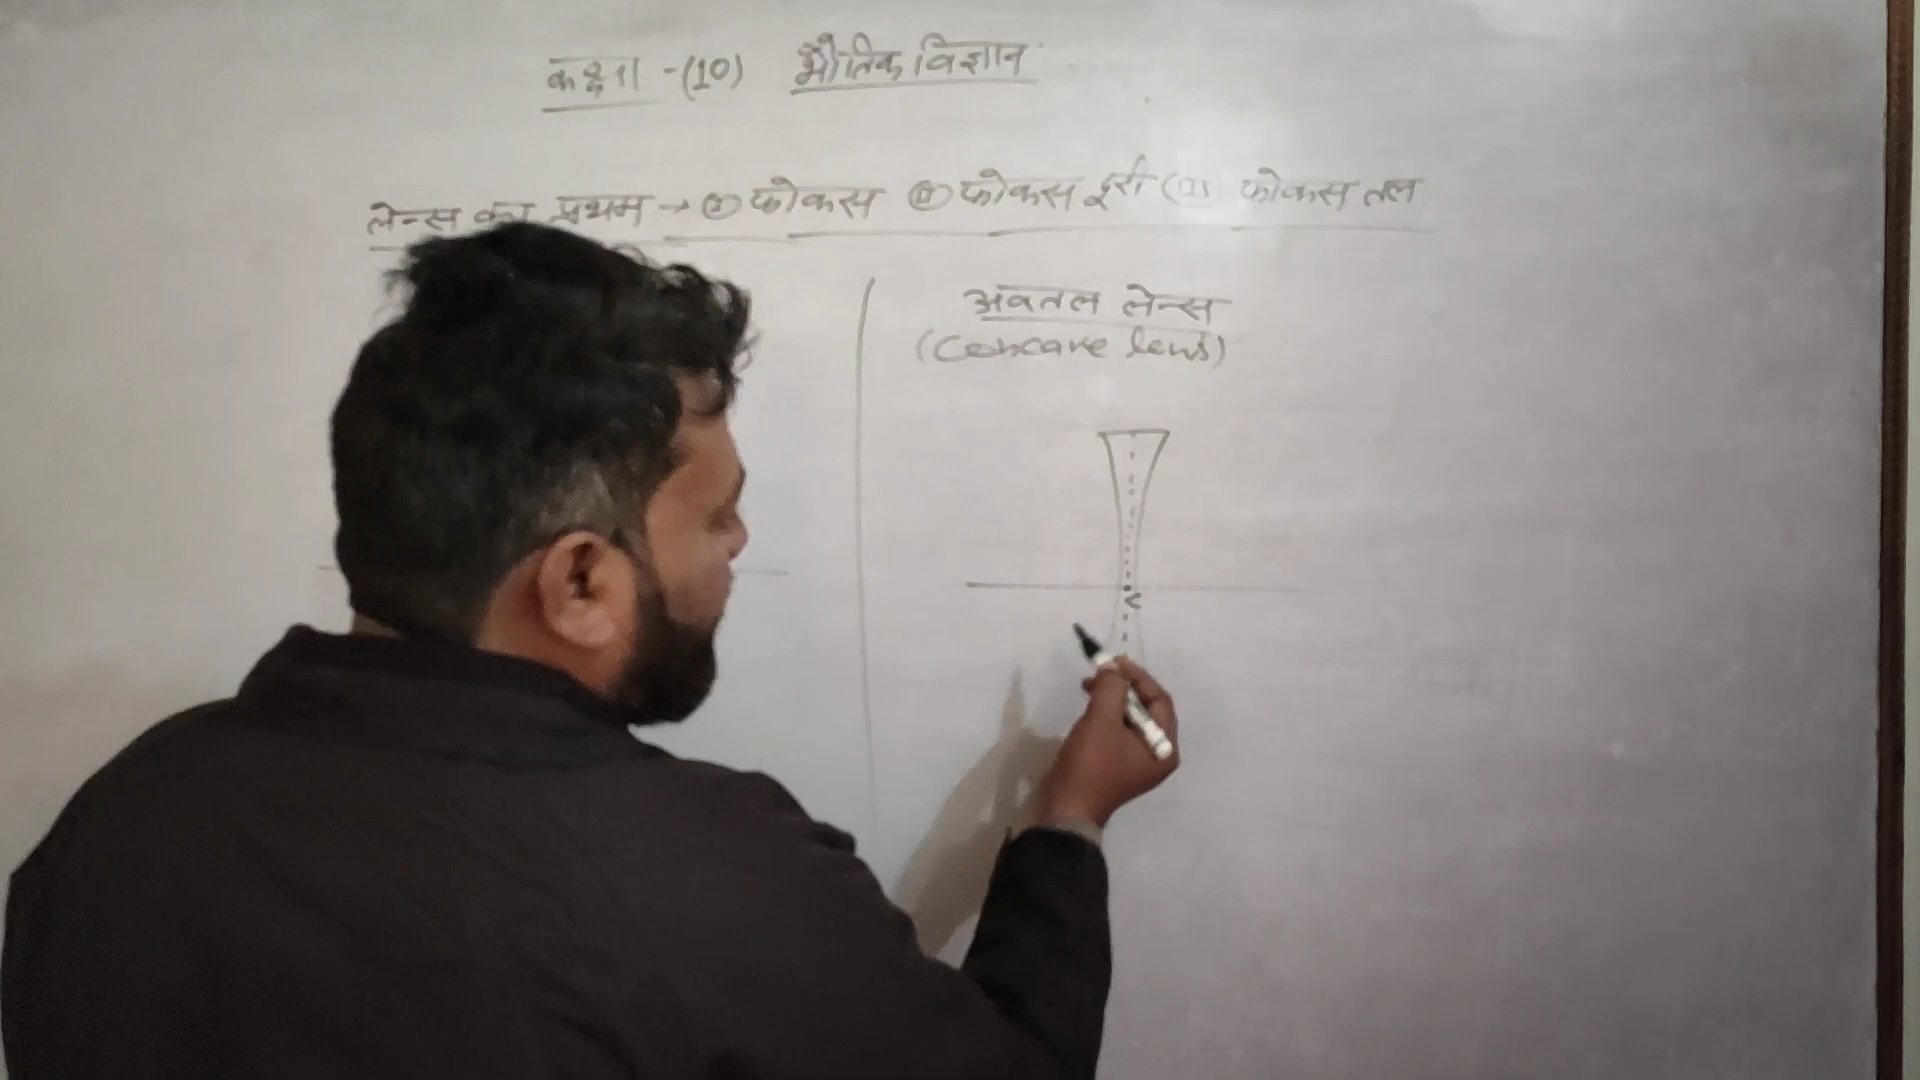 कक्षा -(10) भौतिक विज्ञान
लेन्स का प्रथम → (i) फोकस (ii) फोकस दूरी (iii) फोकस तल
अवतल लेन्स
(Concave lens)
c